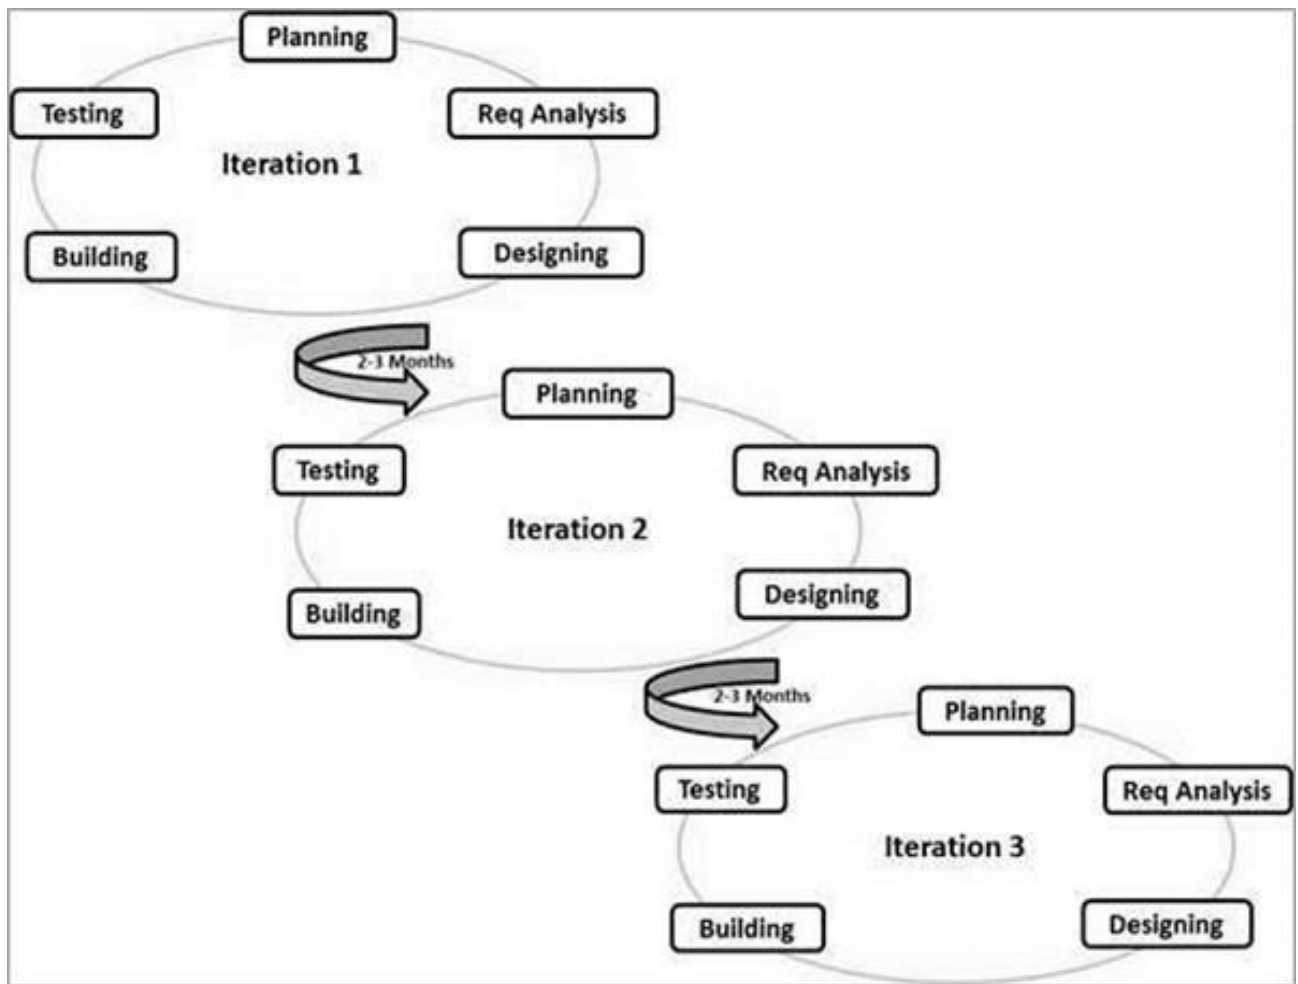 Planning
Testing
Req Analysis
Iteration 1
Building
Designing
2-3 Months
Planning
Testing
Req Analysis
Iteration 2
Building
Designing
2-3 Months
Planning
Testing
Req Analysis
Iteration 3
Building
Designing